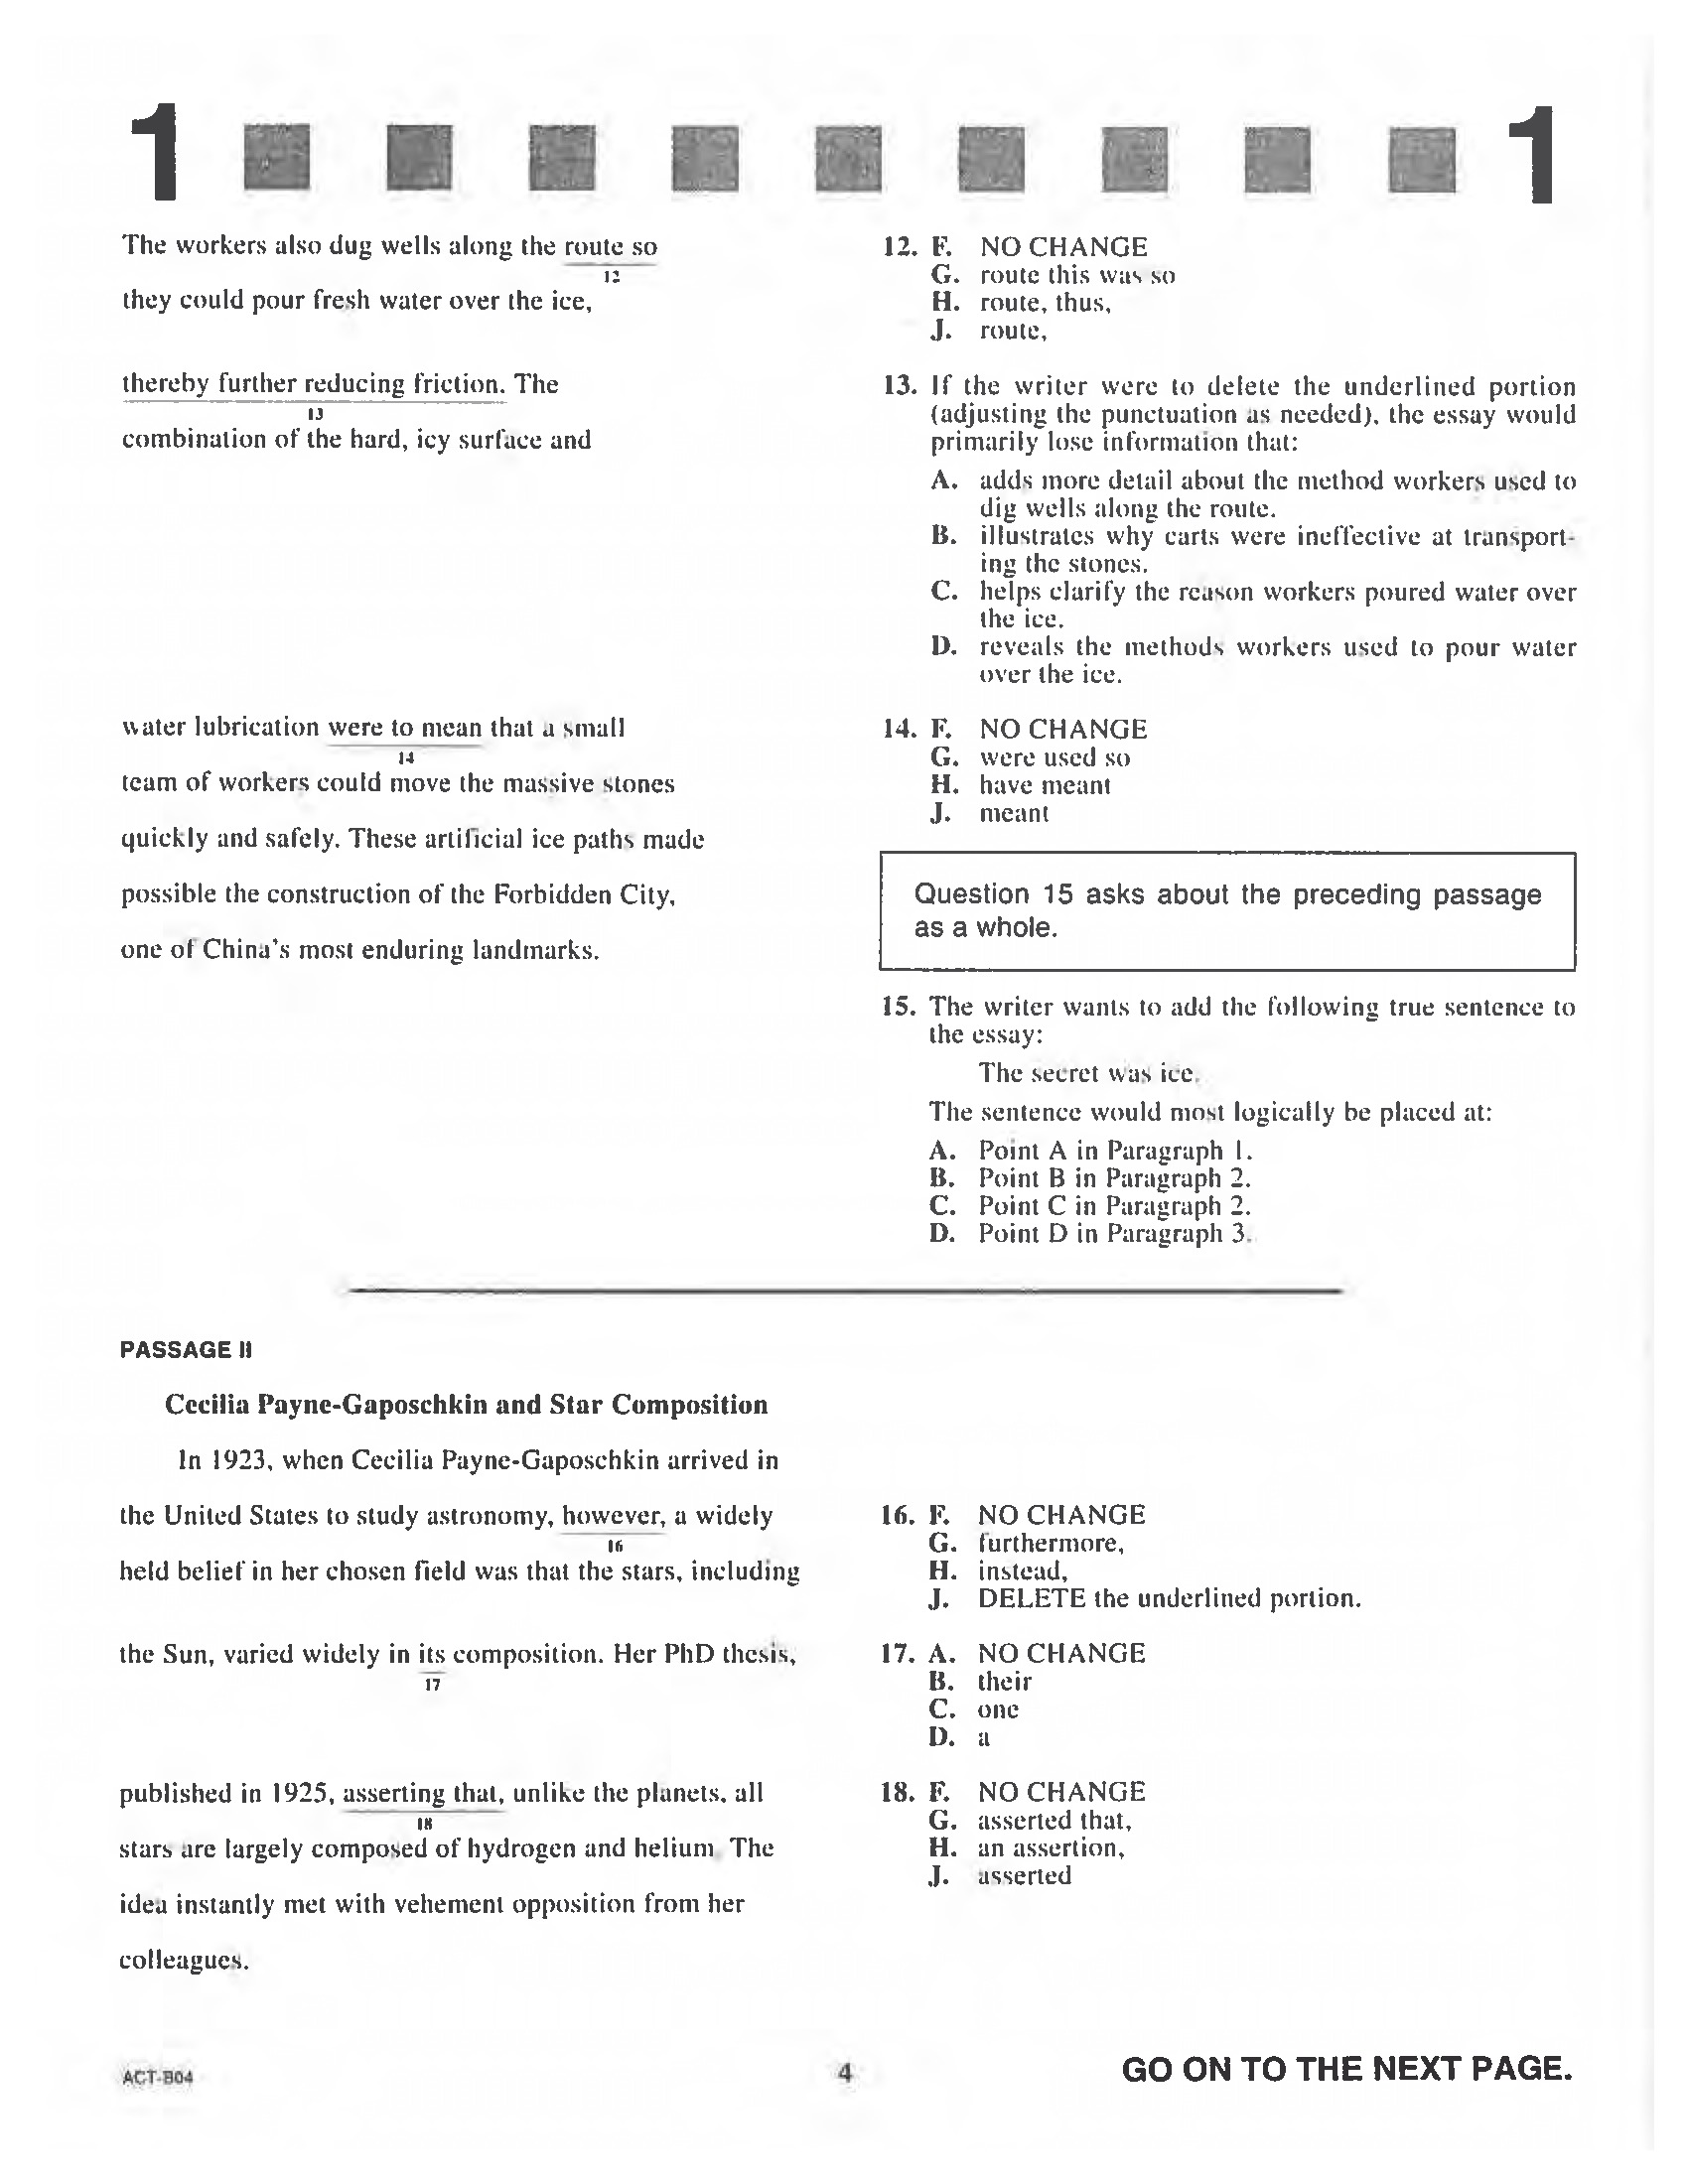 1 1
The workers also dug wells along the route so
12
they could pour fresh water over the ice,
thereby further reducing friction. The
13
combination of the hard, icy surface and
water lubrication were to mean that a small
14
team of workers could move the massive stones
quickly and safely. These artificial ice paths made
possible the construction of the Forbidden City,
one of China's most enduring landmarks.
12. F. NO CHANGE
G. route this was so
H. route, thus,
J. route,
13. If the writer were to delete the underlined portion
(adjusting the punctuation as needed), the essay would
primarily lose information that:
A. adds more detail about the method workers used to
dig wells along the route.
B. illustrates why carts were ineffective at transport-
ing the stones.
C. helps clarify the reason workers poured water over
the ice.
D. reveals the methods workers used to pour water
over the ice.
14. F. NO CHANGE
G. were used so
H. have meant
J. meant
Question 15 asks about the preceding passage
as a whole.
15. The writer wants to add the following true sentence to
the essay:
The secret was ice.
The sentence would most logically be placed at:
A. Point A in Paragraph 1.
B. Point B in Paragraph 2.
C. Point C in Paragraph 2.
D. Point D in Paragraph 3.
PASSAGE II
Cecilia Payne-Gaposchkin and Star Composition
In 1923, when Cecilia Payne-Gaposchkin arrived in
the United States to study astronomy, however, a widely
16
held belief in her chosen field was that the stars, including
the Sun, varied widely in its composition. Her PhD thesis,
17
published in 1925, asserting that, unlike the planets, all
18
stars are largely composed of hydrogen and helium. The
idea instantly met with vehement opposition from her
colleagues.
16. F. NO CHANGE
G. furthermore,
H. instead,
J. DELETE the underlined portion.
17. A. NO CHANGE
B. their
C. one
D. a
18. F. NO CHANGE
G. asserted that,
H. an assertion,
J. asserted
ACT-B04
4
GO ON TO THE NEXT PAGE.